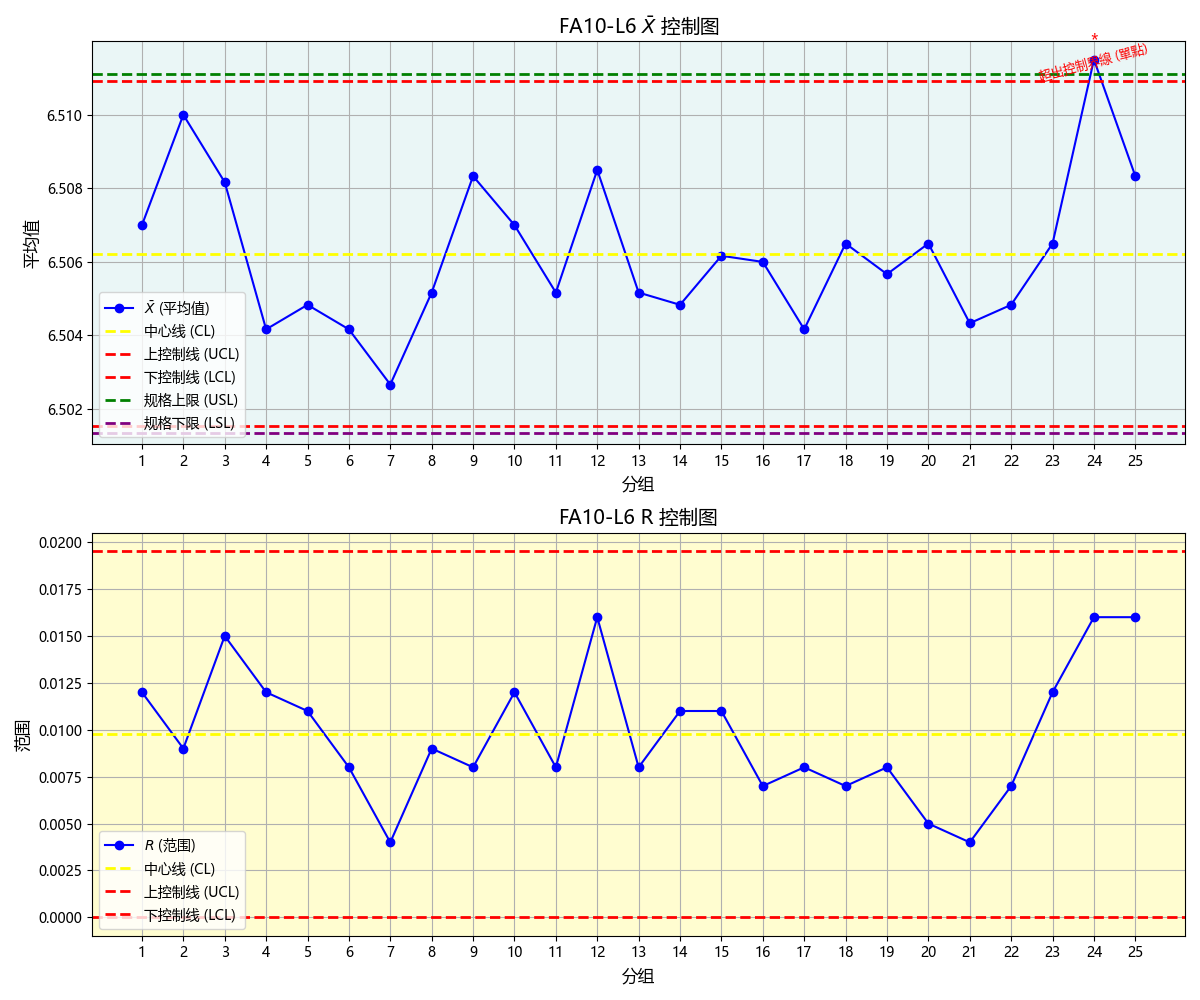 FA10-L6 X̄ 控制图
*
超出控制界線 (單點)
6.510
6.508
6.506
6.504
6.502
平均值
X̄ (平均值)
中心线 (CL)
上控制线 (UCL)
下控制线 (LCL)
规格上限 (USL)
规格下限 (LSL)
1 2 3 4 5 6 7 8 9 10 11 12 13 14 15 16 17 18 19 20 21 22 23 24 25
分组
FA10-L6 R 控制图
0.0200
0.0175
0.0150
0.0125
0.0100
0.0075
0.0050
0.0025
0.0000
范围
R (范围)
中心线 (CL)
上控制线 (UCL)
下控制线 (LCL)
1 2 3 4 5 6 7 8 9 10 11 12 13 14 15 16 17 18 19 20 21 22 23 24 25
分组